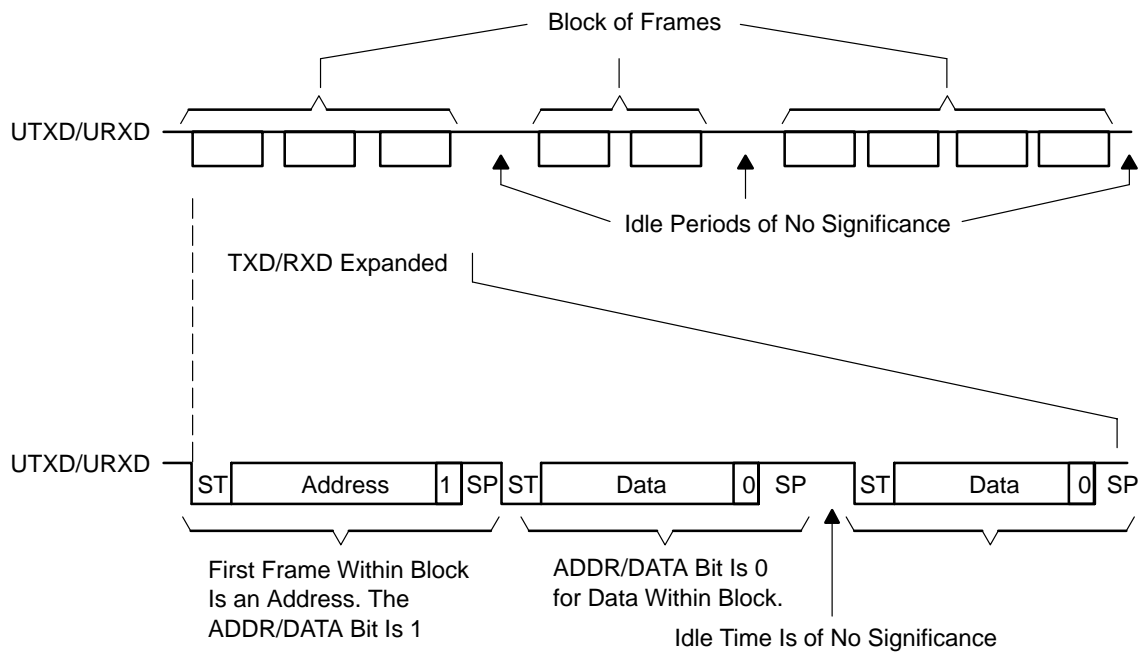 Block of Frames
UTXD/URXD
Idle Periods of No Significance
TXD/RXD Expanded
UTXD/URXD
ST Address 1 SP ST Data 0 SP ST Data 0 SP
First Frame Within Block
Is an Address. The
ADDR/DATA Bit Is 1
ADDR/DATA Bit Is 0
for Data Within Block.
Idle Time Is of No Significance